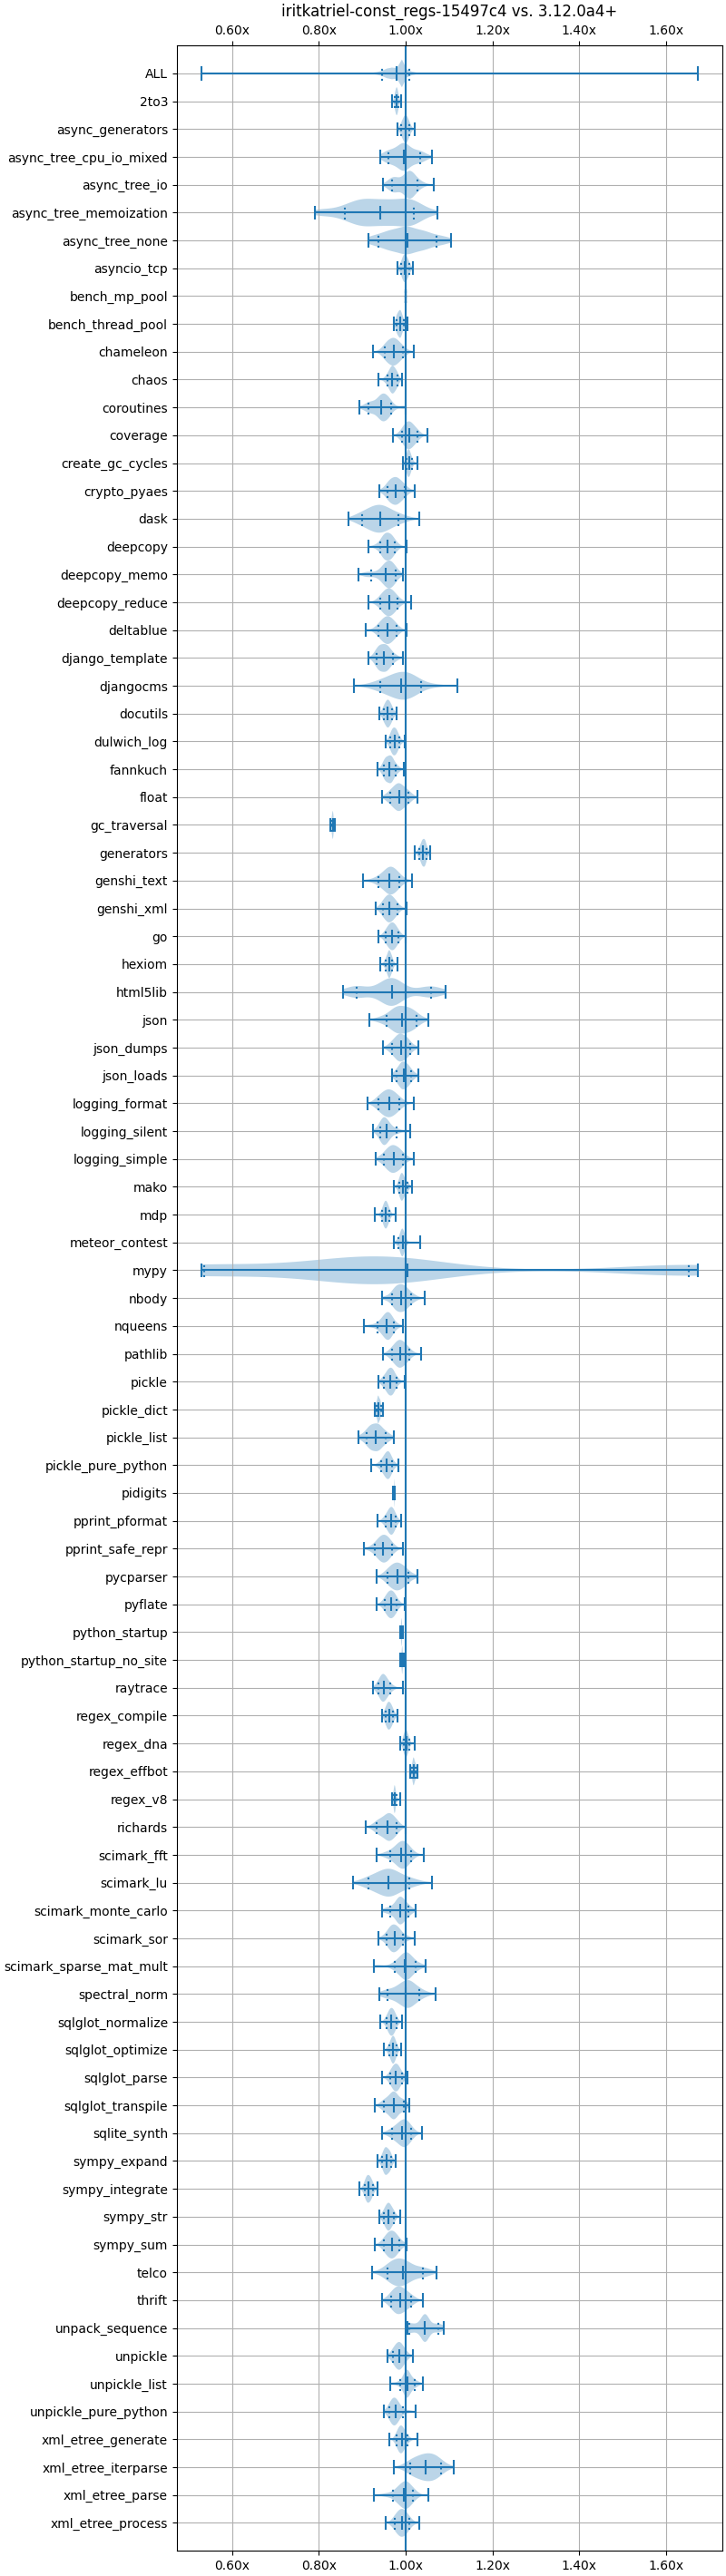 iritkatriel-const_regs-15497c4 vs. 3.12.0a4+
0.60x 0.80x 1.00x 1.20x 1.40x 1.60x
ALL
2to3
async_generators
async_tree_cpu_io_mixed
async_tree_io
async_tree_memoization
async_tree_none
asyncio_tcp
bench_mp_pool
bench_thread_pool
chameleon
chaos
coroutines
coverage
create_gc_cycles
crypto_pyaes
dask
deepcopy
deepcopy_memo
deepcopy_reduce
deltablue
django_template
djangocms
docutils
dulwich_log
fannkuch
float
gc_traversal
generators
genshi_text
genshi_xml
go
hexiom
html5lib
json
json_dumps
json_loads
logging_format
logging_silent
logging_simple
mako
mdp
meteor_contest
mypy
nbody
nqueens
pathlib
pickle
pickle_dict
pickle_list
pickle_pure_python
pidigits
pprint_pformat
pprint_safe_repr
pycparser
pyflate
python_startup
python_startup_no_site
raytrace
regex_compile
regex_dna
regex_effbot
regex_v8
richards
scimark_fft
scimark_lu
scimark_monte_carlo
scimark_sor
scimark_sparse_mat_mult
spectral_norm
sqlglot_normalize
sqlglot_optimize
sqlglot_parse
sqlglot_transpile
sqlite_synth
sympy_expand
sympy_integrate
sympy_str
sympy_sum
telco
thrift
unpack_sequence
unpickle
unpickle_list
unpickle_pure_python
xml_etree_generate
xml_etree_iterparse
xml_etree_parse
xml_etree_process
0.60x 0.80x 1.00x 1.20x 1.40x 1.60x